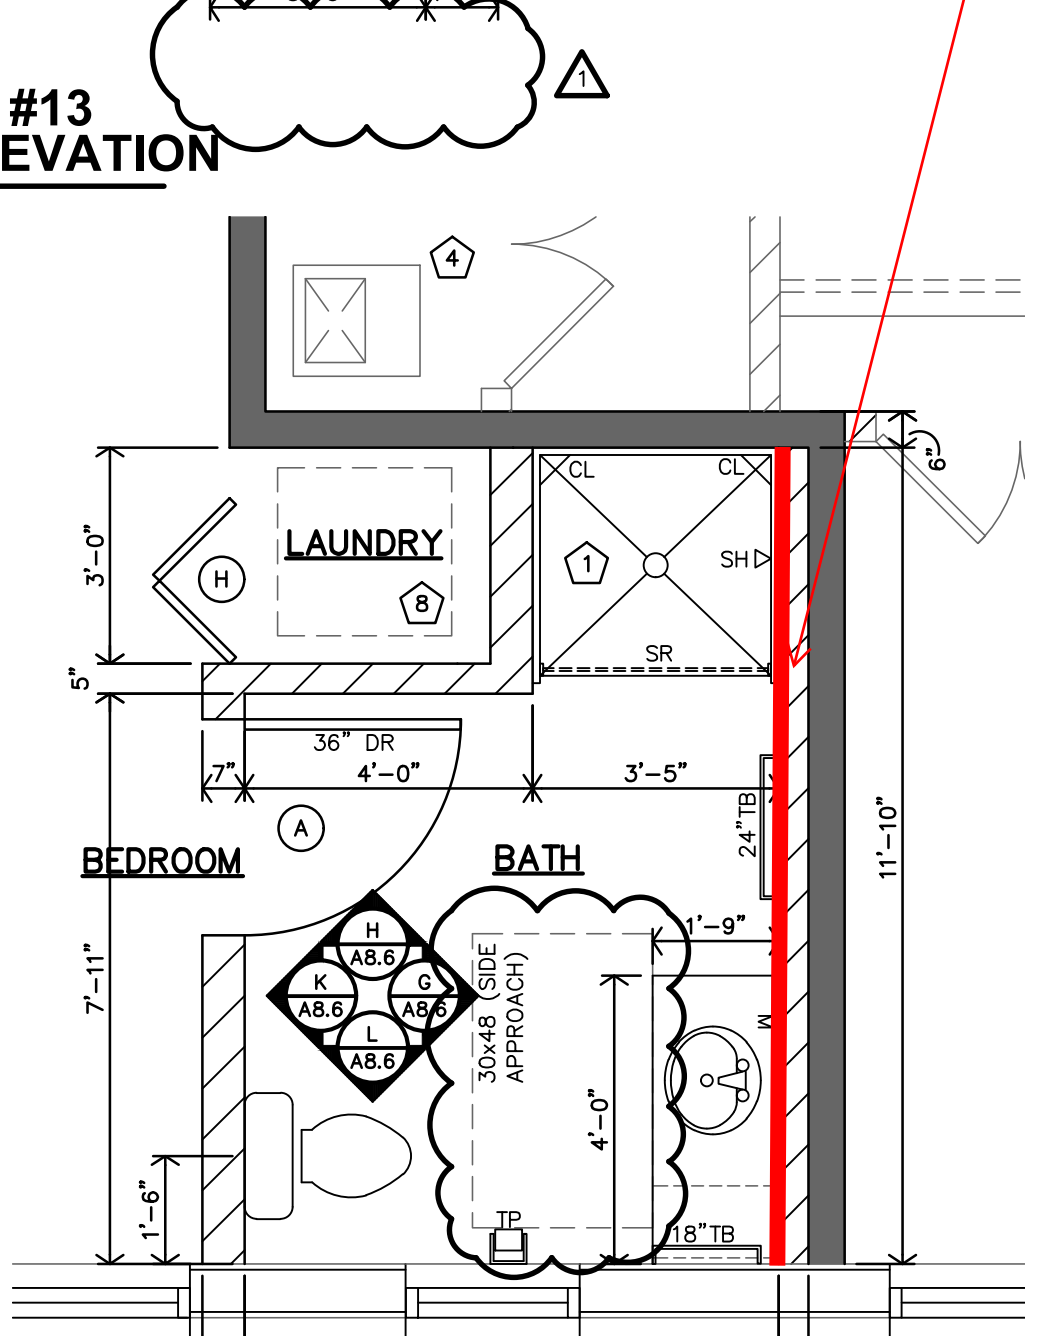 #13
EVATION
1
4
6"
CL
CL
3'-0"
LAUNDRY
H
1
SH
8
SR
5"
36" DR
7"
4'-0"
3'-5"
24"TB
A
11'-10"
BEDROOM
BATH
1'-9"
H
A8.6
K
A8.6
G
A8.6
L
A8.6
30x48 (SIDE
APPROACH)
7'-11"
M
4'-0"
1'-6"
TP
18"TB